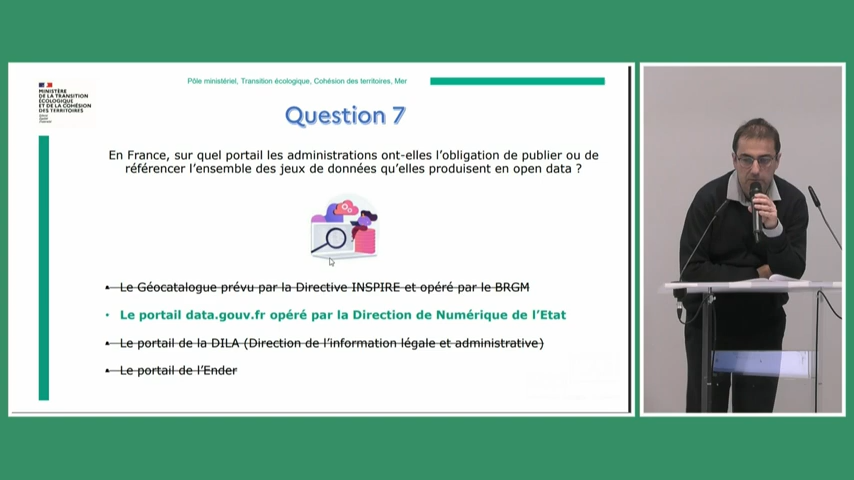 Pôle ministériel, Transition écologique, Cohésion des territoires, Mer
MINISTÈRE
DE LA TRANSITION
ÉCOLOGIQUE
ET DE LA COHÉSION
DES TERRITOIRES
Question 7
En France, sur quel portail les administrations ont-elles l'obligation de publier ou de
référencer l'ensemble des jeux de données qu'elles produisent en open data ?
• Le Géocatalogue prévu par la Directive INSPIRE et opéré par le BRGM
• Le portail data.gouv.fr opéré par la Direction de Numérique de l'Etat
• Le portail de la DILA (Direction de l'information légale et administrative)
• Le portail de l'Ender